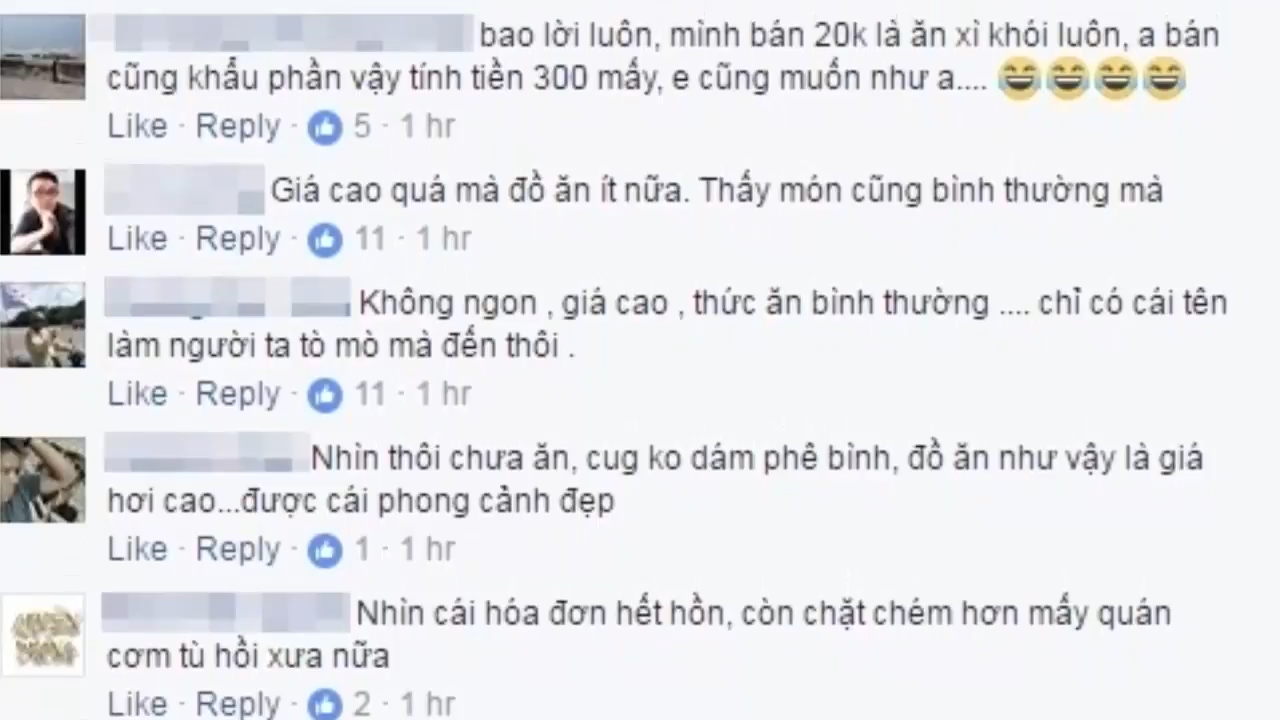 bao lời luôn, mình bán 20k là ăn xì khói luôn, a bán
cũng khẩu phần vậy tính tiền 300 mấy, e cũng muốn như a.... 😂😂😂😂
Like · Reply · 5 · 1 hr
Giá cao quá mà đồ ăn ít nữa. Thấy món cũng bình thường mà
Like · Reply · 11 · 1 hr
Không ngon , giá cao , thức ăn bình thường .... chỉ có cái tên
làm người ta tò mò mà đến thôi .
Like · Reply · 11 · 1 hr
Nhìn thôi chưa ăn, cug ko dám phê bình, đồ ăn như vậy là giá
hơi cao...được cái phong cảnh đẹp
Like · Reply · 1 · 1 hr
Nhìn cái hóa đơn hết hồn, còn chặt chém hơn mấy quán
cơm tù hồi xưa nữa
Like · Reply · 2 · 1 hr